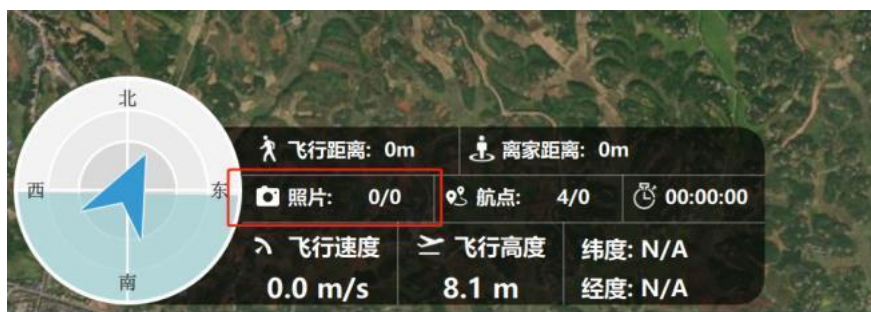 北
西
东
南
飞行距离: 0m
离家距离: 0m
照片: 0/0
航点: 4/0
00:00:00
飞行速度
飞行高度
纬度: N/A
0.0 m/s
8.1 m
经度: N/A